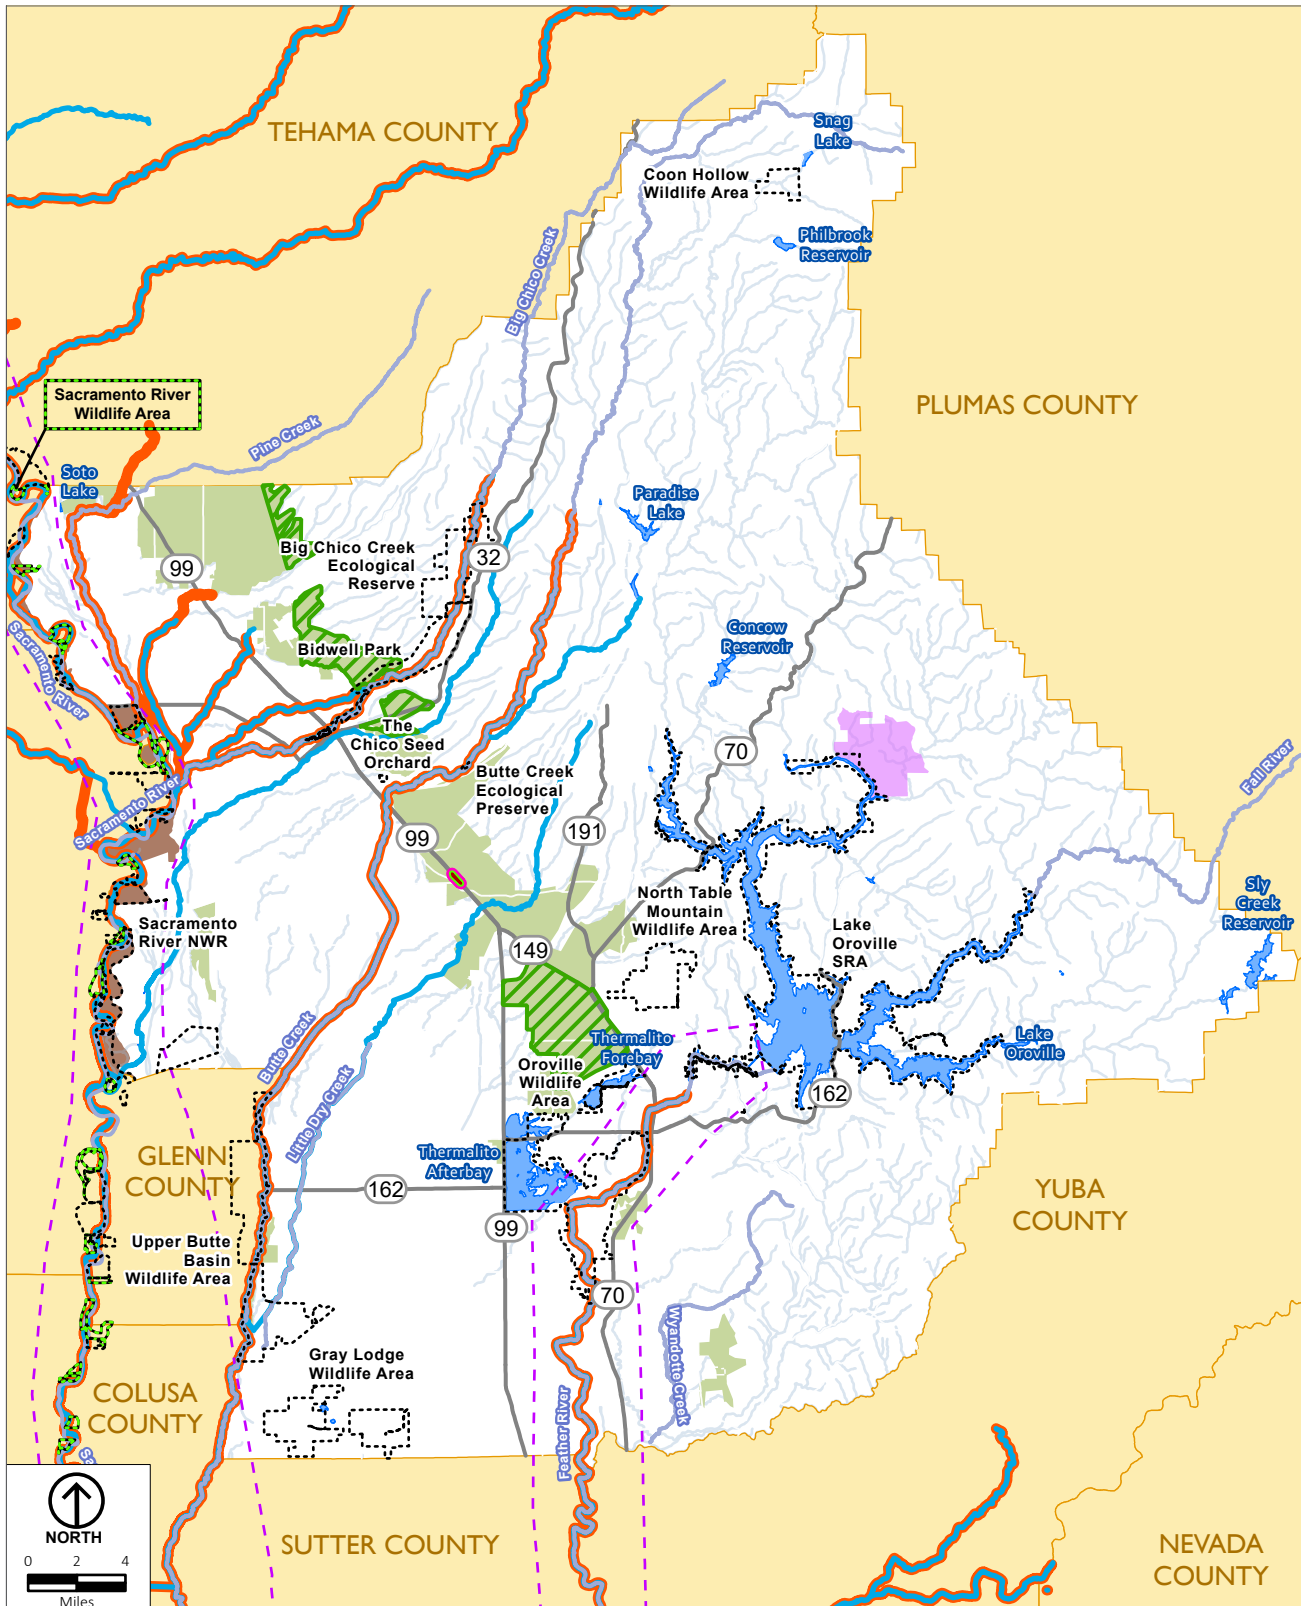 TEHAMA COUNTY
Snag
Lake
Coon Hollow
Wildlife Area
Philbrook
Reservoir
Big Chico Creek
PLUMAS COUNTY
Sacramento River
Wildlife Area
Pine Creek
Soto
Lake
Paradise
Lake
Big Chico Creek
Ecological
Reserve
32
99
Sacramento River
Bidwell Park
Concow
Reservoir
The
Chico Seed
Orchard
70
Fall River
Butte Creek
Ecological
Preserve
Sacramento River
99
191
North Table
Mountain
Wildlife Area
Sly
Creek
Reservoir
Sacramento
River NWR
Lake
Oroville
SRA
149
Butte Creek
Thermalito
Forebay
Lake
Oroville
Oroville
Wildlife
Area
Little Dry Creek
162
GLENN
COUNTY
Thermalito
Afterbay
162
YUBA
COUNTY
99
Upper Butte
Basin
Wildlife Area
70
Wyandotte Creek
Gray Lodge
Wildlife Area
COLUSA
COUNTY
Feather River
Sa
NORTH
0 2 4
Miles
SUTTER COUNTY
NEVADA
COUNTY